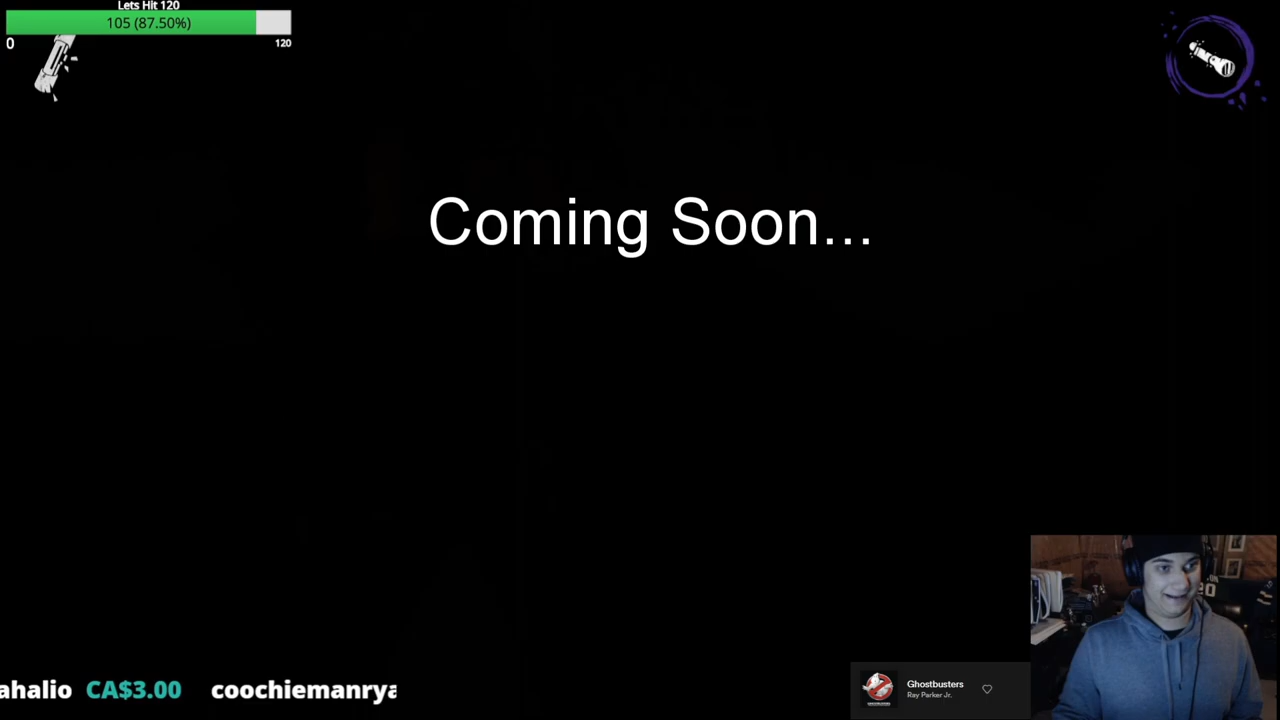 Lets Hit 120
105 (87.50%)
0
120
Coming Soon...
ahalio CA$3.00 coochiemanrya
Ghostbusters
Ray Parker Jr.